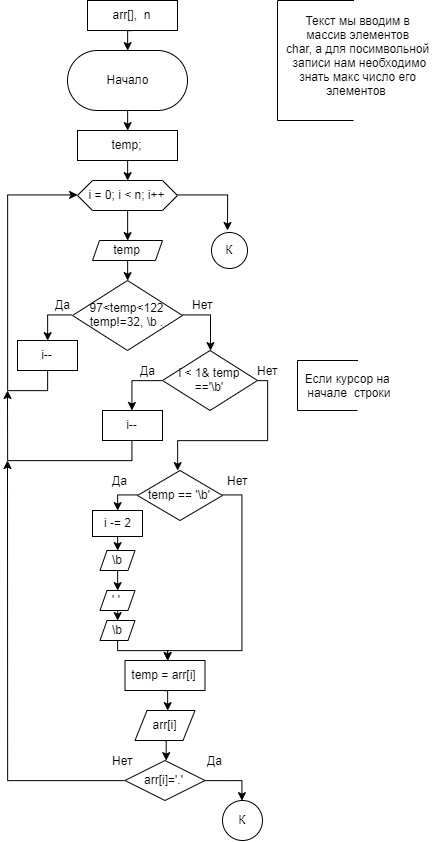 arr[], n
Текст мы вводим в
массив элементов
char, а для посимвольной
записи нам необходимо
знать макс число его
элементов
Начало
temp;
i = 0; i < n; i++
К
temp
97<temp<122
temp!=32, \b .
Да
Нет
i--
i < 1& temp
=='\b'
Да
Нет
Если курсор на
начале строки
i--
temp == '\b'
Да
Нет
i -= 2
\b
' '
\b
temp = arr[i]
arr[i]
arr[i]='.'
Нет
Да
К